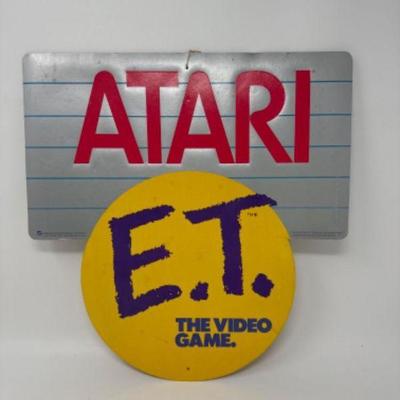 ATARI
E.T.
THE VIDEO
GAME.